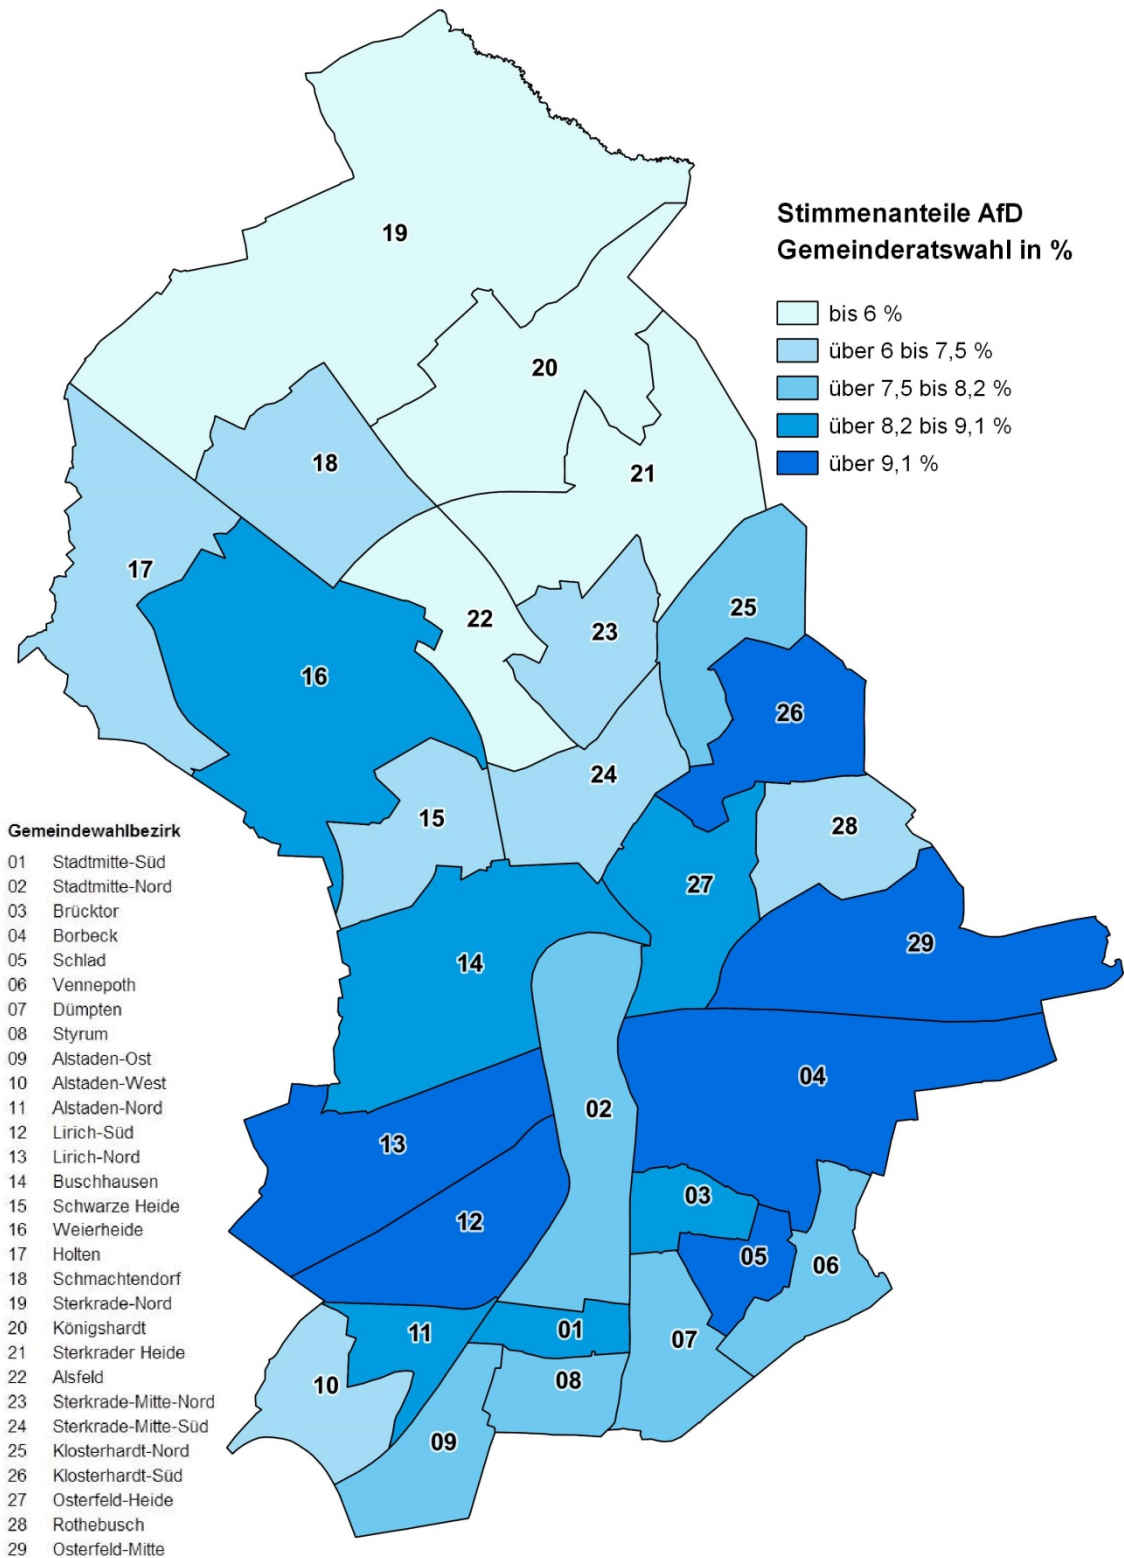 Stimmenanteile AfD
Gemeinderatswahl in %
bis 6 %
über 6 bis 7,5 %
über 7,5 bis 8,2 %
über 8,2 bis 9,1 %
über 9,1 %
19
20
21
18
17
22
23
25
16
26
24
15
28
27
29
14
04
02
13
03
12
05
06
11
01
07
10
08
09
Gemeindewahlbezirk
01 Stadtmitte-Süd
02 Stadtmitte-Nord
03 Brücktor
04 Borbeck
05 Schlad
06 Vennepoth
07 Dümpten
08 Styrum
09 Alstaden-Ost
10 Alstaden-West
11 Alstaden-Nord
12 Lirich-Süd
13 Lirich-Nord
14 Buschhausen
15 Schwarze Heide
16 Weierheide
17 Holten
18 Schmachtendorf
19 Sterkrade-Nord
20 Königshardt
21 Sterkrader Heide
22 Alsfeld
23 Sterkrade-Mitte-Nord
24 Sterkrade-Mitte-Süd
25 Klosterhardt-Nord
26 Klosterhardt-Süd
27 Osterfeld-Heide
28 Rothebusch
29 Osterfeld-Mitte